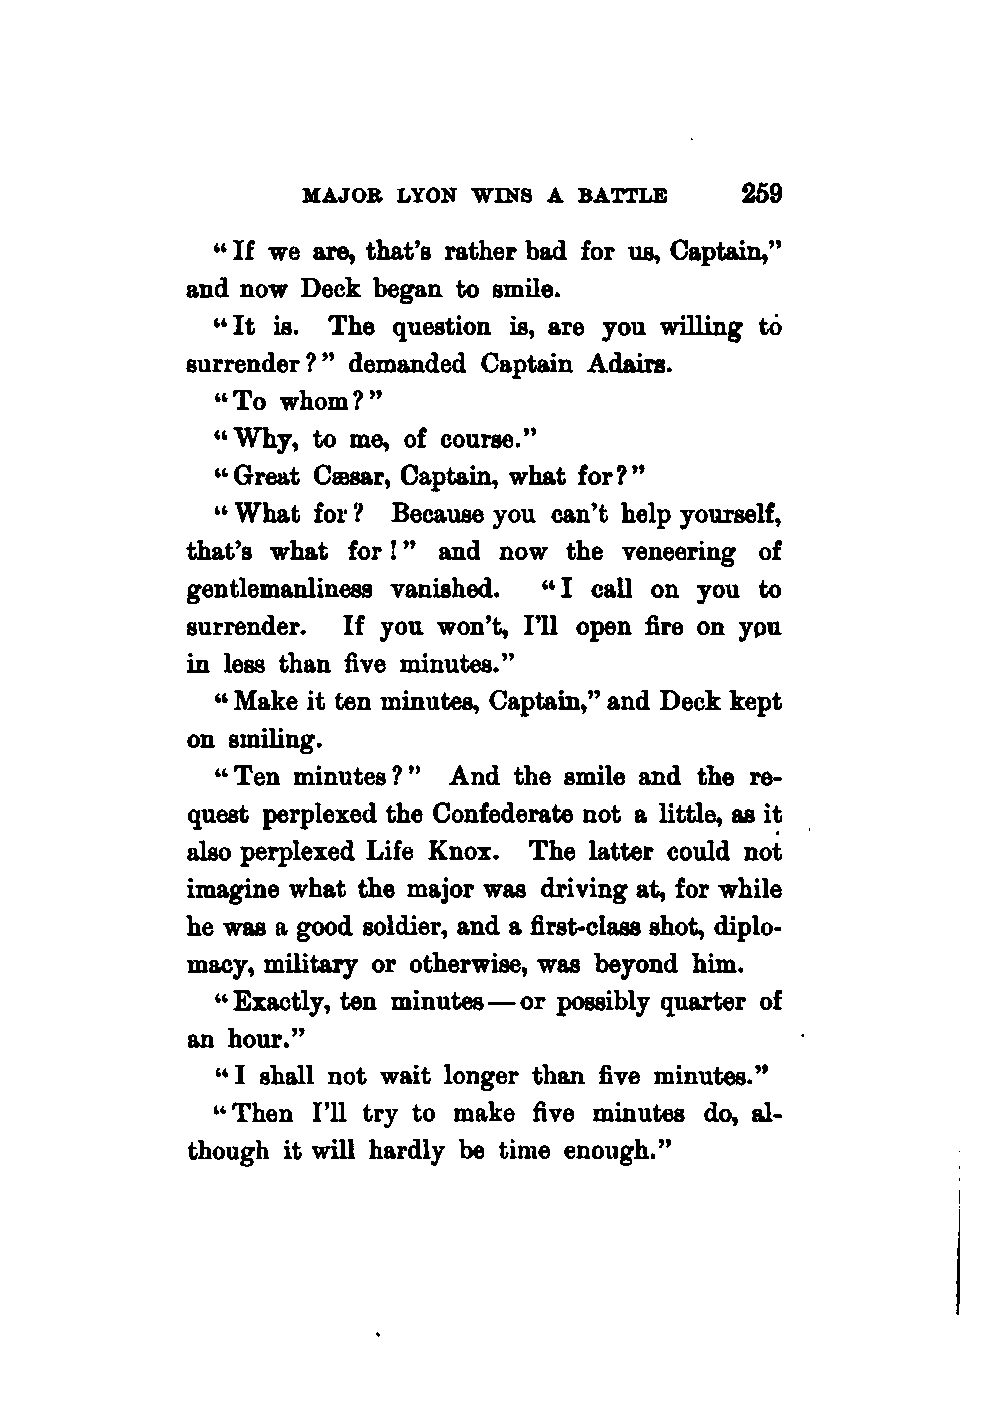 MAJOR LYON WINS A BATTLE 259
“If we are, that’s rather bad for us, Captain,”
and now Deck began to smile.
“It is. The question is, are you willing to
surrender?” demanded Captain Adairs.
“To whom?”
“Why, to me, of course.”
“Great Cæsar, Captain, what for?”
“What for? Because you can’t help yourself,
that’s what for!” and now the veneering of
gentlemanliness vanished. “I call on you to
surrender. If you won’t, I’ll open fire on you
in less than five minutes.”
“Make it ten minutes, Captain,” and Deck kept
on smiling.
“Ten minutes?” And the smile and the re-
quest perplexed the Confederate not a little, as it
also perplexed Life Knox. The latter could not
imagine what the major was driving at, for while
he was a good soldier, and a first-class shot, diplo-
macy, military or otherwise, was beyond him.
“Exactly, ten minutes—or possibly quarter of
an hour.”
“I shall not wait longer than five minutes.”
“Then I’ll try to make five minutes do, al-
though it will hardly be time enough.”